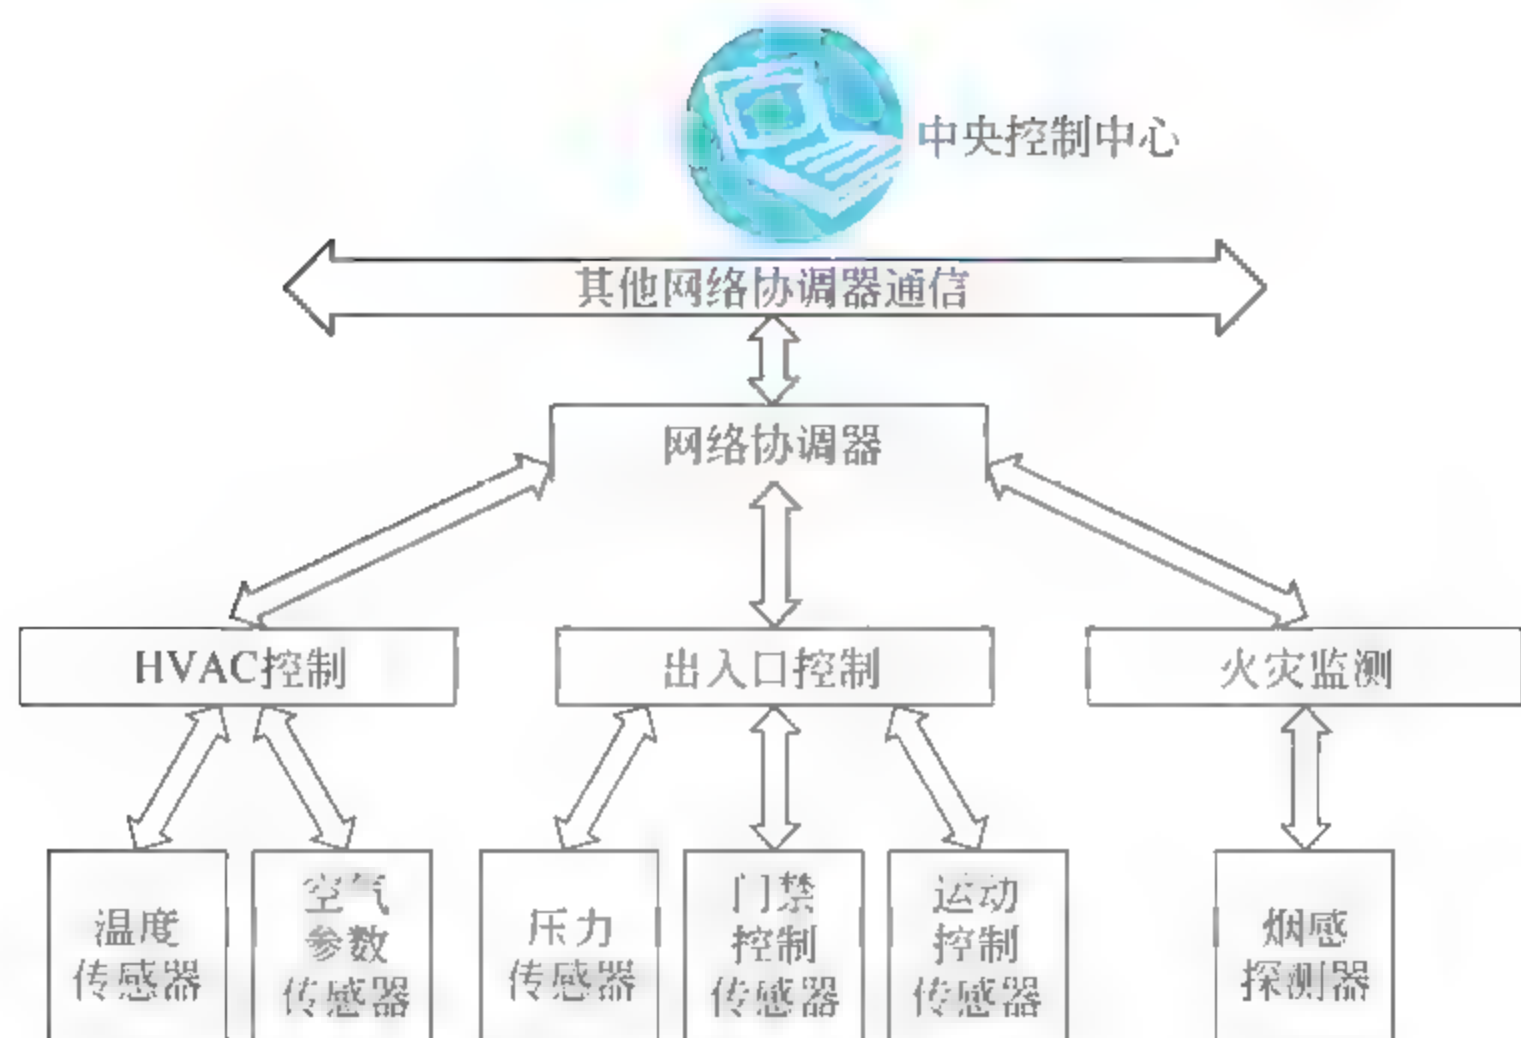 中央控制中心
其他网络协调器通信
网络协调器
HVAC控制
出入口控制
火灾监测
温度
传感器
空气
参数
传感器
压力
传感器
门禁
控制
传感器
运动
控制
传感器
烟感
探测器